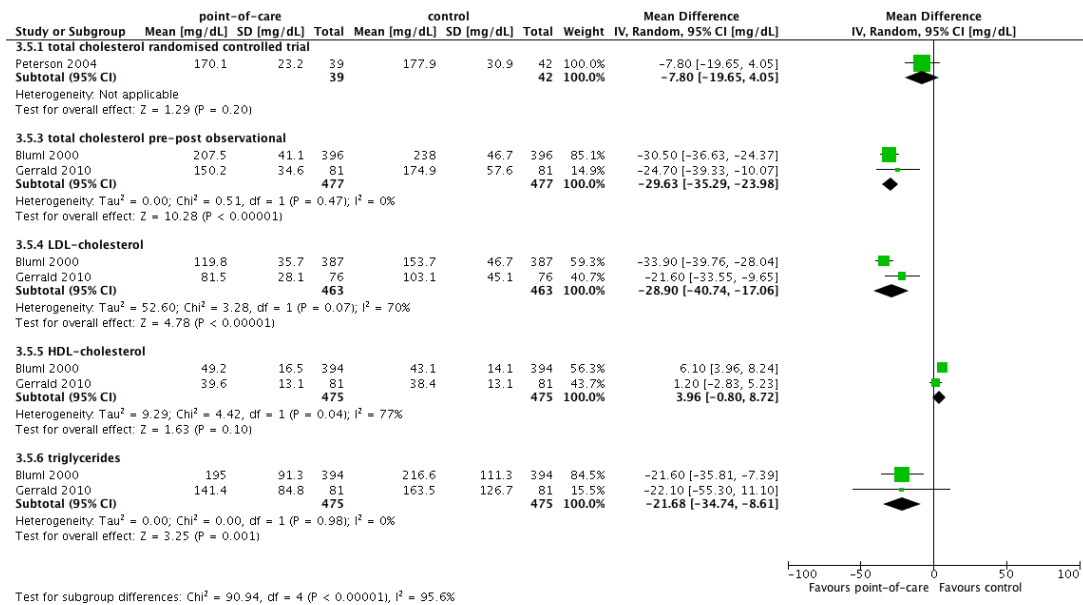 point-of-care control Mean Difference Mean Difference
Study or Subgroup Mean [mg/dL] SD [mg/dL] Total Mean [mg/dL] SD [mg/dL] Total Weight IV, Random, 95% CI [mg/dL] IV, Random, 95% CI [mg/dL]
3.5.1 total cholesterol randomised controlled trial
Peterson 2004 170.1 23.2 39 177.9 30.9 42 100.0% −7.80 [−19.65, 4.05]
Subtotal (95% CI) 39 42 100.0% −7.80 [−19.65, 4.05]
Heterogeneity: Not applicable
Test for overall effect: Z = 1.29 (P = 0.20)
3.5.3 total cholesterol pre-post observational
Bluml 2000 207.5 41.1 396 238 46.7 396 85.1% −30.50 [−36.63, −24.37]
Gerrald 2010 150.2 34.6 81 174.9 57.6 81 14.9% −24.70 [−39.33, −10.07]
Subtotal (95% CI) 477 477 100.0% −29.63 [−35.29, −23.98]
Heterogeneity: Tau² = 0.00; Chi² = 0.51, df = 1 (P = 0.47); I² = 0%
Test for overall effect: Z = 10.28 (P < 0.00001)
3.5.4 LDL-cholesterol
Bluml 2000 119.8 35.7 387 153.7 46.7 387 59.3% −33.90 [−39.76, −28.04]
Gerrald 2010 81.5 28.1 76 103.1 45.1 76 40.7% −21.60 [−33.55, −9.65]
Subtotal (95% CI) 463 463 100.0% −28.90 [−40.74, −17.06]
Heterogeneity: Tau² = 52.60; Chi² = 3.28, df = 1 (P = 0.07); I² = 70%
Test for overall effect: Z = 4.78 (P < 0.00001)
3.5.5 HDL-cholesterol
Bluml 2000 49.2 16.5 394 43.1 14.1 394 56.3% 6.10 [3.96, 8.24]
Gerrald 2010 39.6 13.1 81 38.4 13.1 81 43.7% 1.20 [−2.83, 5.23]
Subtotal (95% CI) 475 475 100.0% 3.96 [−0.80, 8.72]
Heterogeneity: Tau² = 9.29; Chi² = 4.42, df = 1 (P = 0.04); I² = 77%
Test for overall effect: Z = 1.63 (P = 0.10)
3.5.6 triglycerides
Bluml 2000 195 91.3 394 216.6 111.3 394 84.5% −21.60 [−35.81, −7.39]
Gerrald 2010 141.4 84.8 81 163.5 126.7 81 15.5% −22.10 [−55.30, 11.10]
Subtotal (95% CI) 475 475 100.0% −21.68 [−34.74, −8.61]
Heterogeneity: Tau² = 0.00; Chi² = 0.00, df = 1 (P = 0.98); I² = 0%
Test for overall effect: Z = 3.25 (P = 0.001)
−100 −50 0 50 100
Favours point-of-care Favours control
Test for subgroup differences: Chi² = 90.94, df = 4 (P < 0.00001), I² = 95.6%